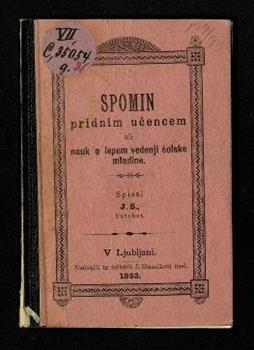 VII
C, 35054
g.
SPOMIN
pridnim učencem
ali
nauk o lepem vedenji šolske
mladine.
Spisal
J. S.,
katehet.
V Ljubljani.
Natisnili in založili J. Blasnikovi nasl.
1893.